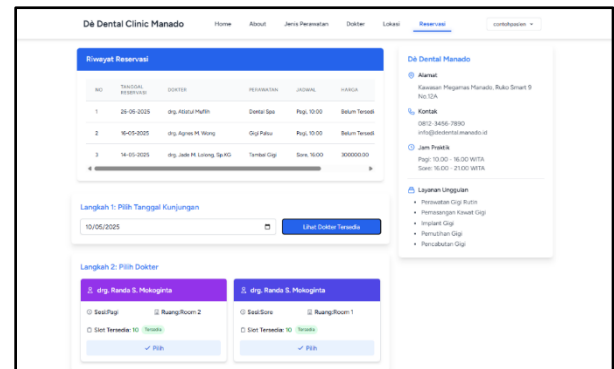 Dè Dental Clinic Manado
Home About Jenis Perawatan Dokter Lokasi Reservasi contohpasien
Riwayat Reservasi
NO TANGGAL RESERVASI DOKTER PERAWATAN JADWAL HARGA
1 25-05-2025 drg. Muftih Dental Spa Pagi, 10:00 Belum Tersedi
2 16-05-2025 drg. Agnes M. Wong Gigi Palsu Pagi, 10:00 Belum Tersedi
3 14-05-2025 drg. Jade M. Lolong, Sp.KG Tambal Gigi Sore, 16:00 300000.00
Langkah 1: Pilih Tanggal Kunjungan
10/05/2025
Lihat Dokter Tersedia
Langkah 2: Pilih Dokter
drg. Randa S. Mokoginta
Sesi:Pagi Ruang:Room 2
Slot Tersedia: 10 Tersedia
Pilih
drg. Randa S. Mokoginta
Sesi:Sore Ruang:Room 1
Slot Tersedia: 10 Tersedia
Pilih
Dè Dental Manado
Alamat
Kawasan Megamas Manado, Ruko Smart 9
No.12A
Kontak
0812-3456-7890
info@dedental.manado.id
Jam Praktik
Pagi: 10.00 - 16.00 WITA
Sore: 16.00 - 21.00 WITA
Layanan Unggulan
Perawatan Gigi Rutin
Pemasangan Kawat Gigi
Implant Gigi
Pemutihan Gigi
Pencabutan Gigi